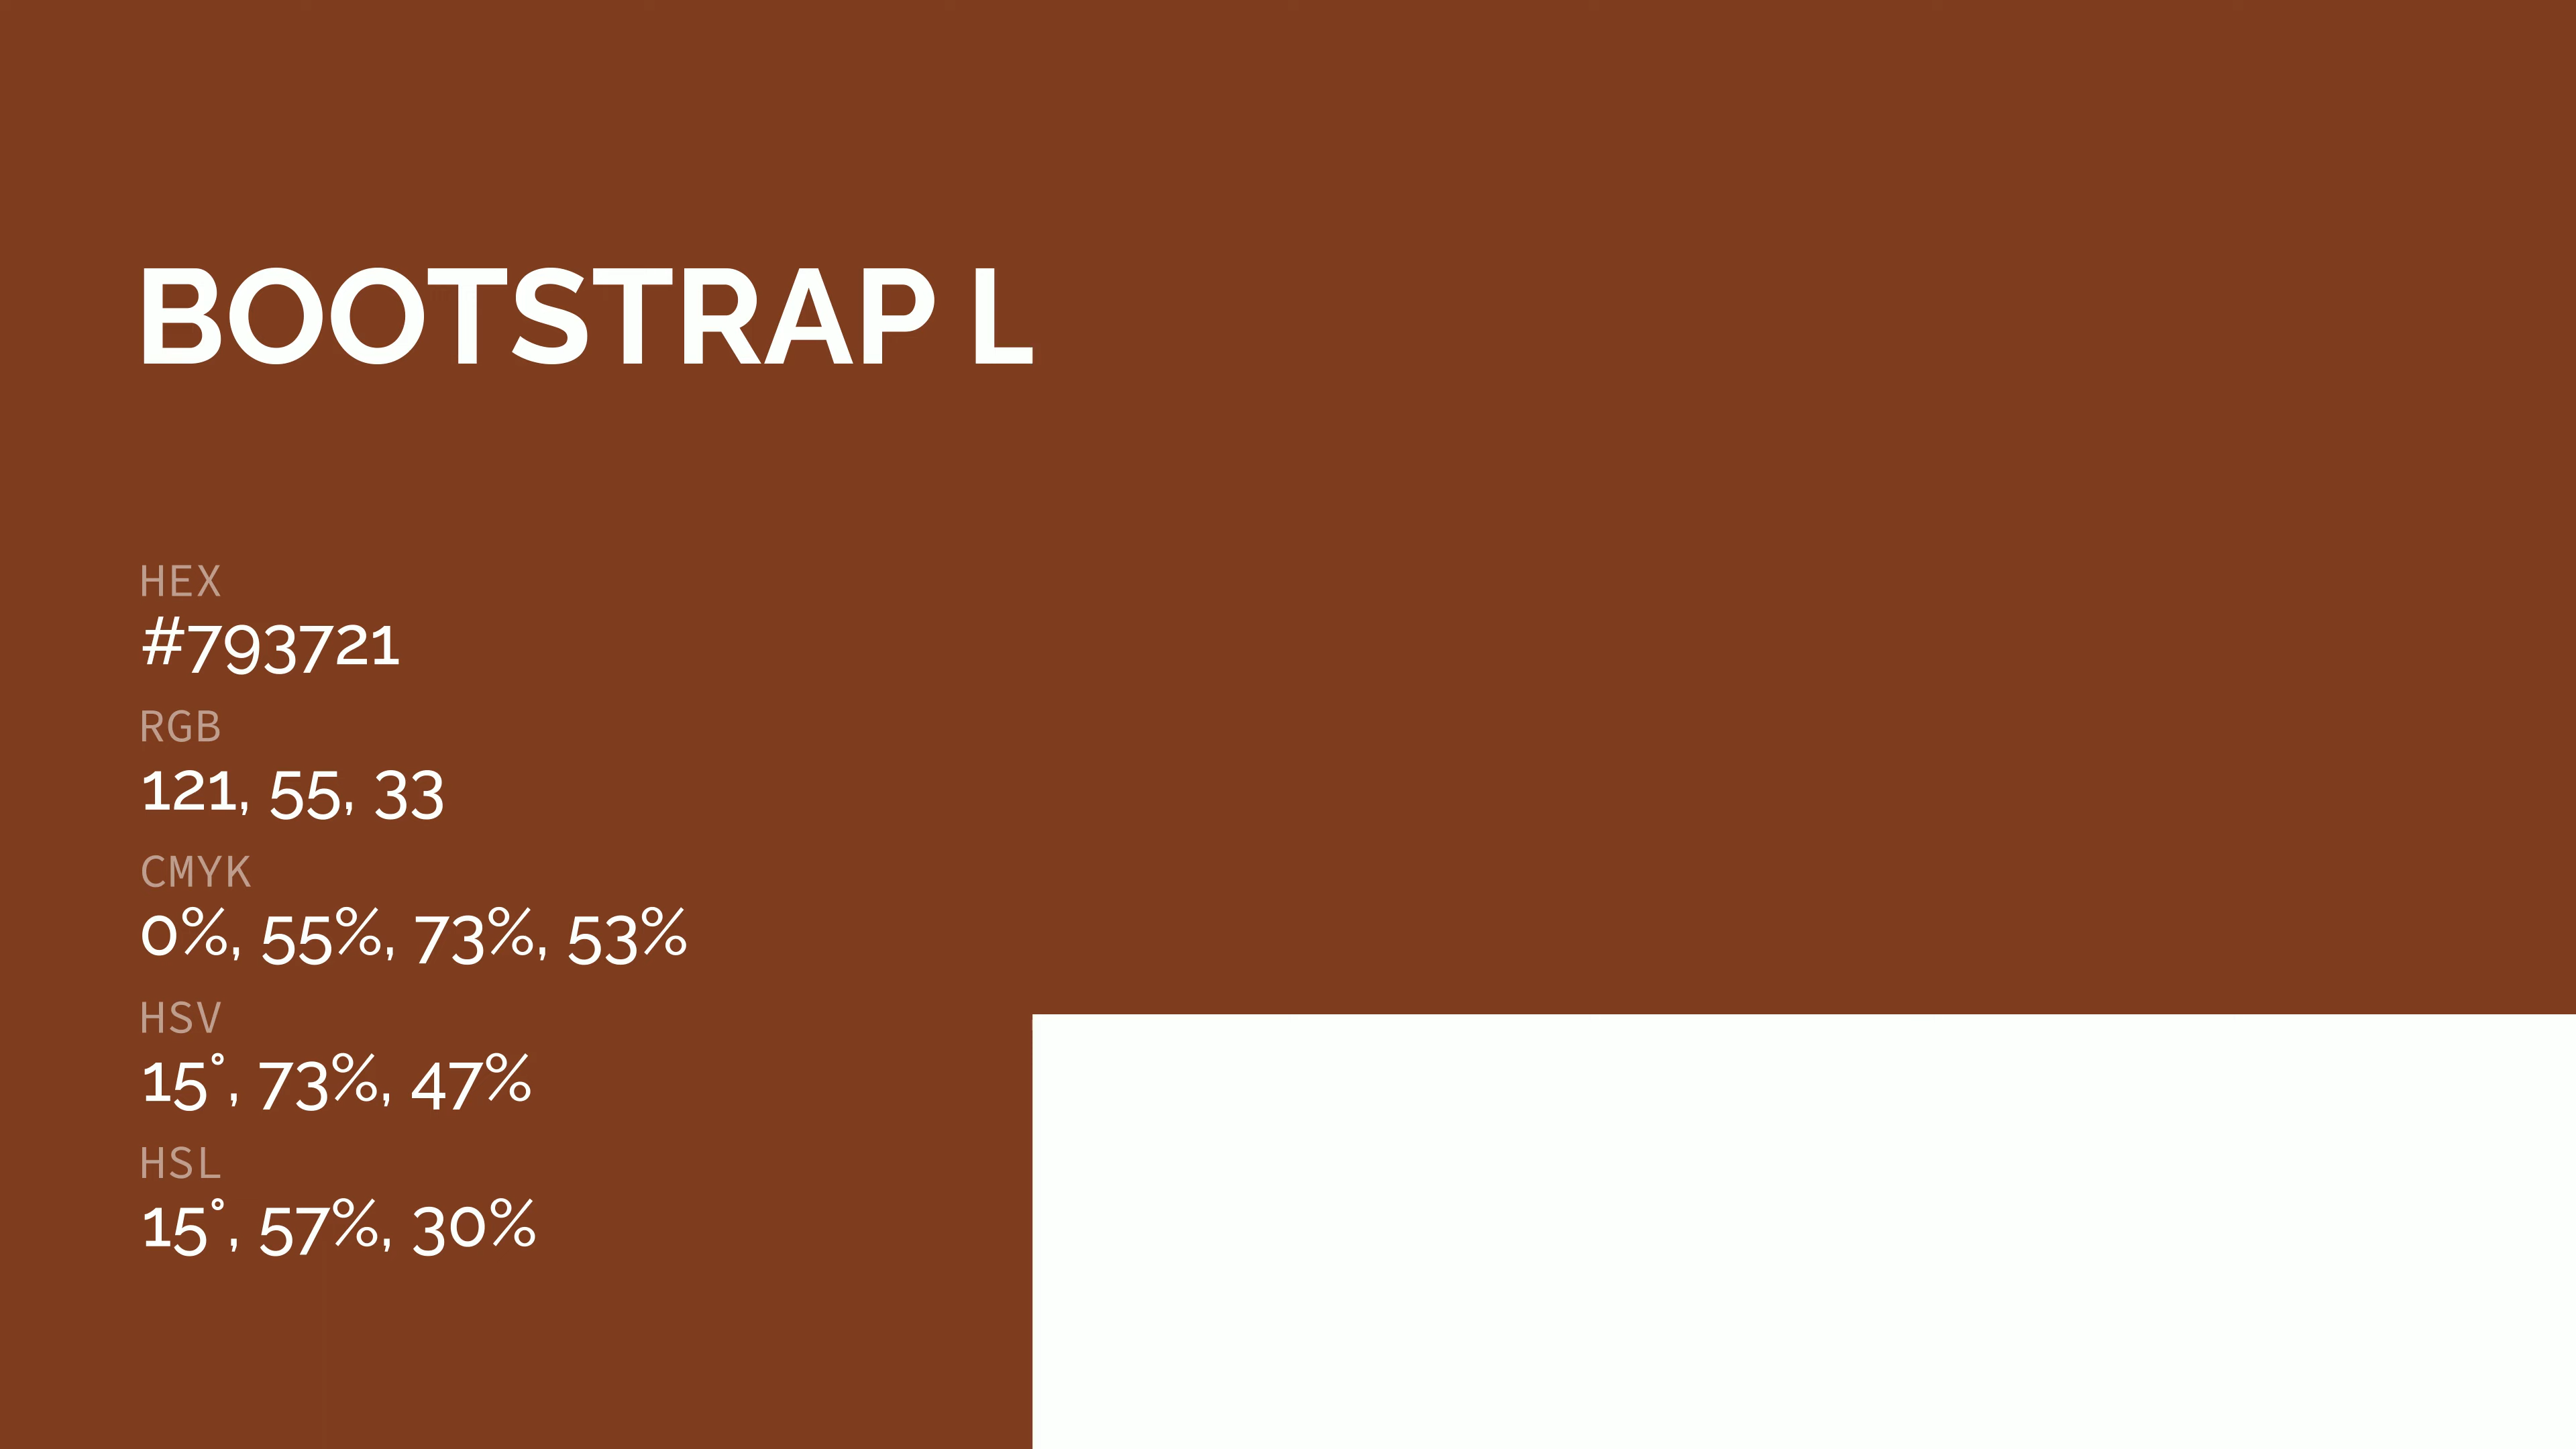 BOOTSTRAP L
HEX
#793721
RGB
121, 55, 33
CMYK
0%, 55%, 73%, 53%
HSV
15°, 73%, 47%
HSL
15°, 57%, 30%